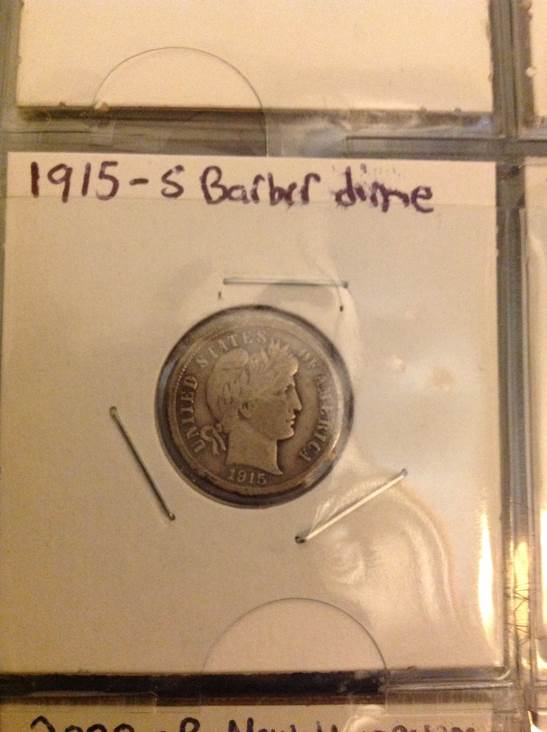 1915-S Barber dime
UNITED STATES OF AMERICA
1915